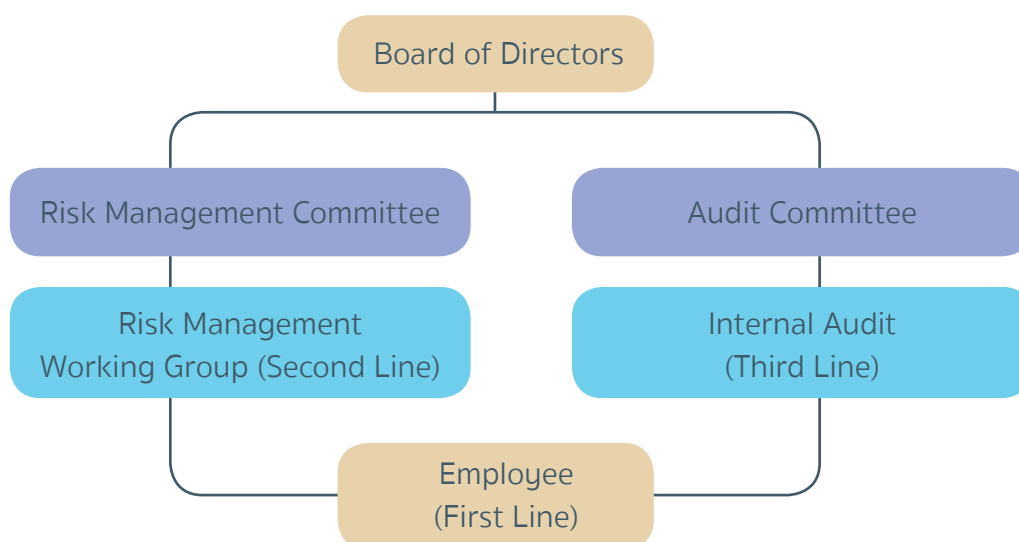 Board of Directors
Risk Management Committee
Audit Committee
Risk Management
Working Group (Second Line)
Internal Audit
(Third Line)
Employee
(First Line)